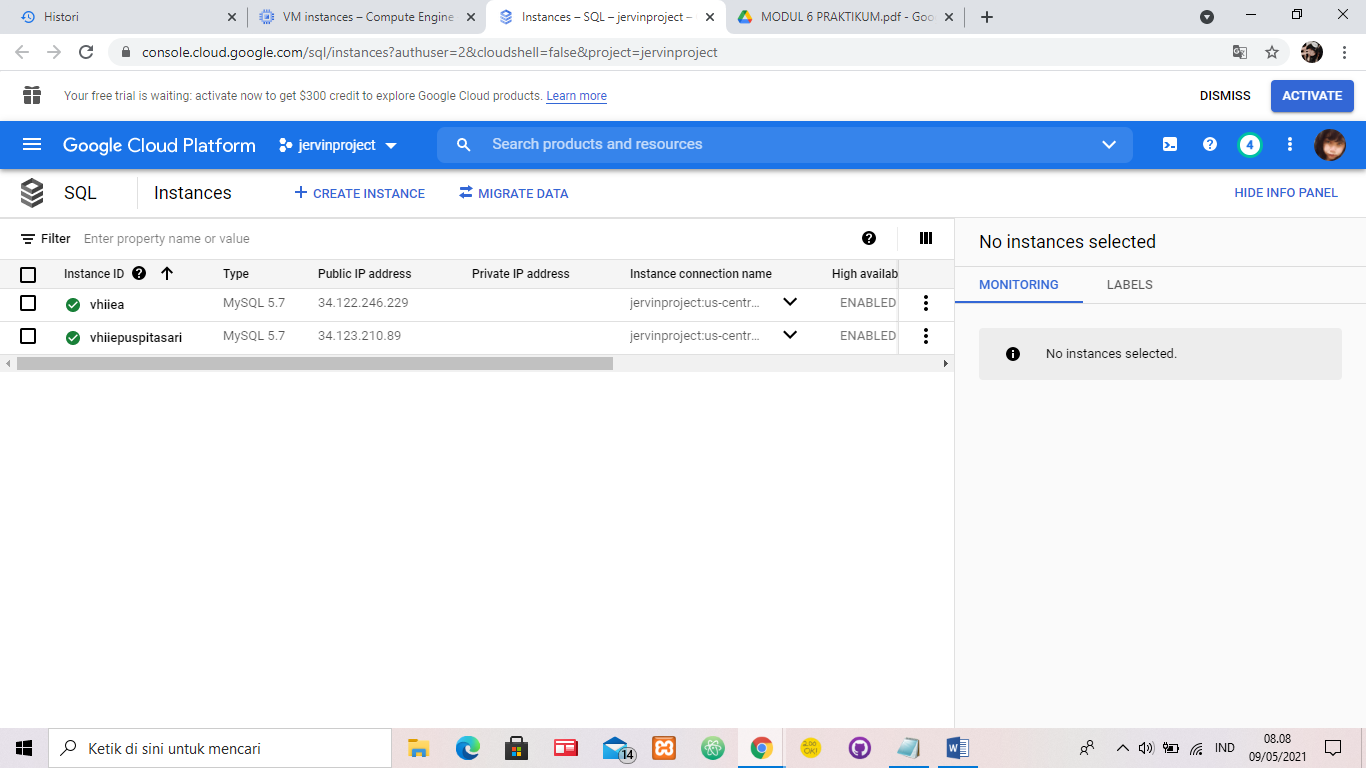 Histori
VM instances – Compute Engine
Instances – SQL – jervinproject –
MODUL 6 PRAKTIKUM.pdf - Goo
console.cloud.google.com/sql/instances?authuser=2&cloudshell=false&project=jervinproject
Your free trial is waiting: activate now to get $300 credit to explore Google Cloud products. Learn more
DISMISS
ACTIVATE
Google Cloud Platform
jervinproject
Search products and resources
4
SQL
Instances
CREATE INSTANCE
MIGRATE DATA
HIDE INFO PANEL
Filter
Enter property name or value
Instance ID Type Public IP address Private IP address Instance connection name High availab
vhiiea MySQL 5.7 34.122.246.229 jervinproject:us-centr... ENABLED
vhiiepuspitasari MySQL 5.7 34.123.210.89 jervinproject:us-centr... ENABLED
No instances selected
MONITORING
LABELS
No instances selected.
Ketik di sini untuk mencari
14
IND
08.08
09/05/2021